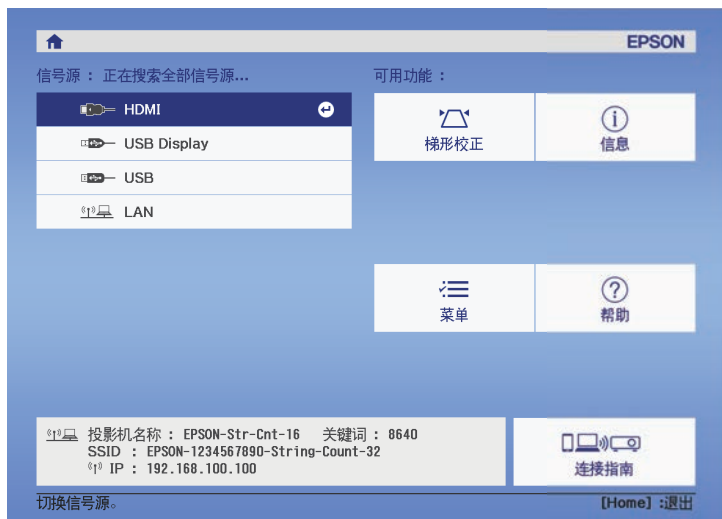 EPSON
信号源 : 正在搜索全部信号源...
可用功能 :
HDMI
USB Display
USB
LAN
梯形校正
信息
菜单
帮助
投影机名称 : EPSON-Str-Cnt-16 关键词 : 8640
SSID : EPSON-1234567890-String-Count-32
IP : 192.168.100.100
连接指南
切换信号源。
[Home] :退出